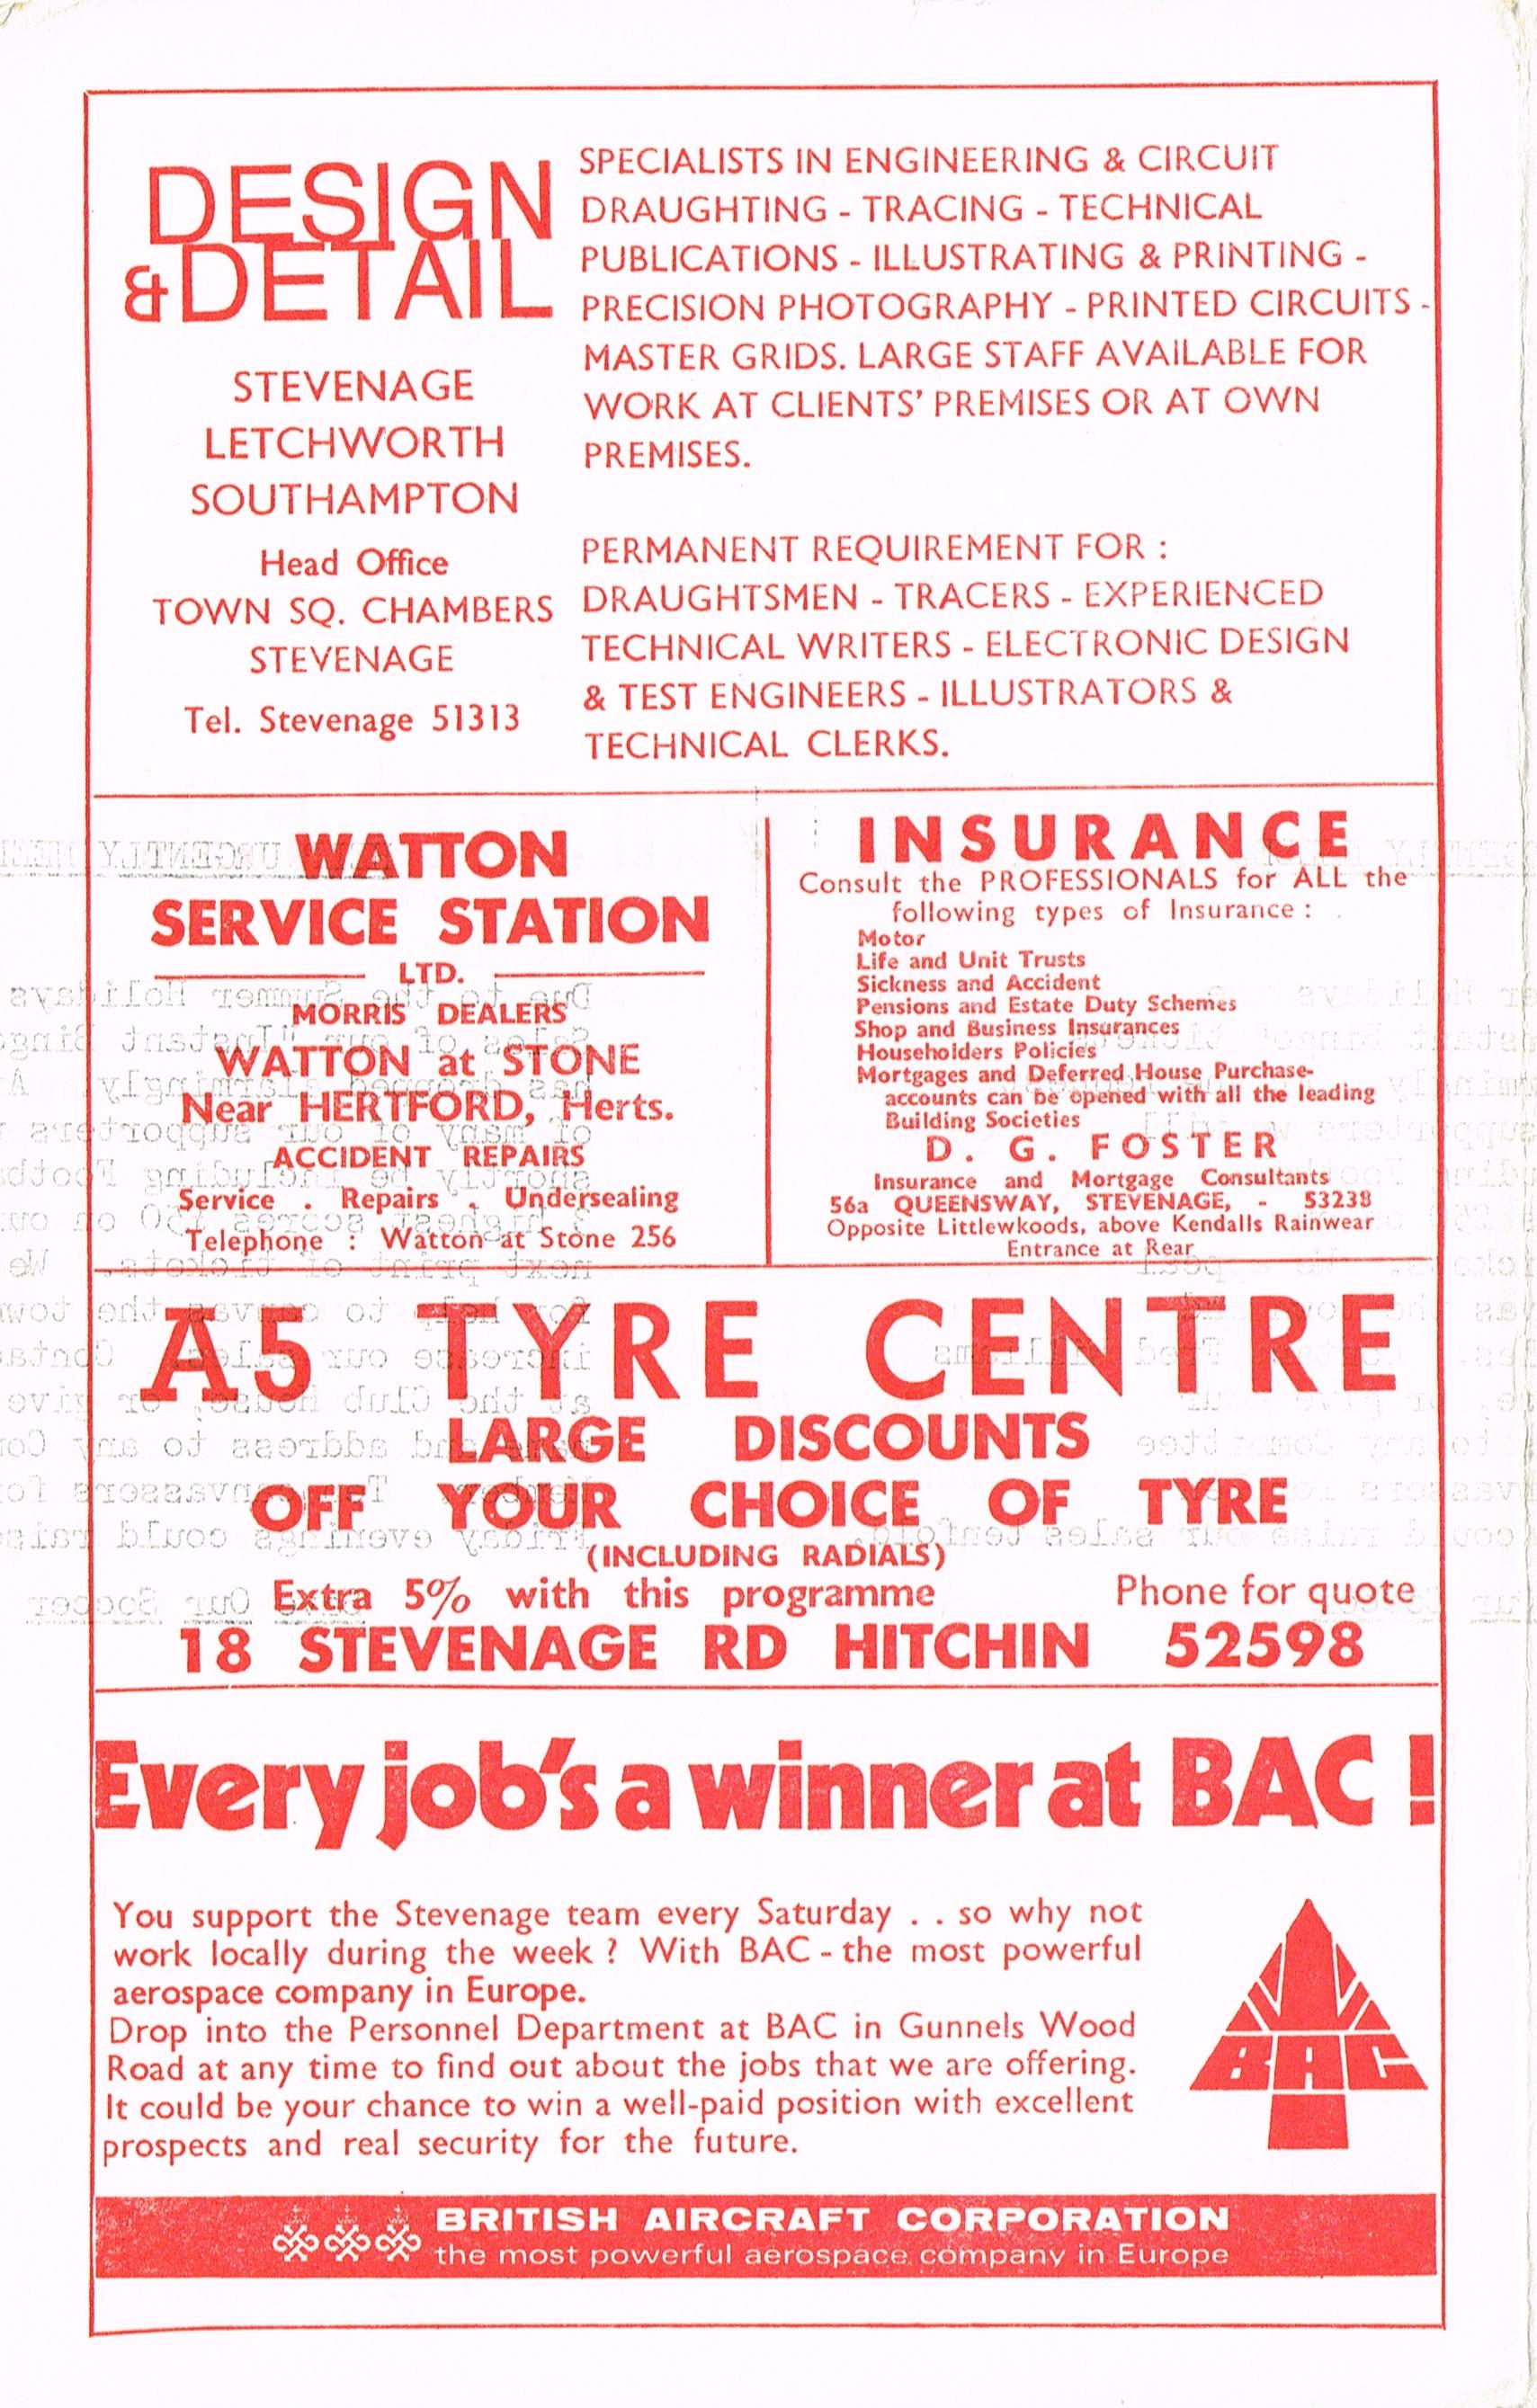 DESIGN
& DETAIL
STEVENAGE
LETCHWORTH
SOUTHAMPTON
Head Office
TOWN SQ. CHAMBERS
STEVENAGE
Tel. Stevenage 51313
SPECIALISTS IN ENGINEERING & CIRCUIT
DRAUGHTING - TRACING - TECHNICAL
PUBLICATIONS - ILLUSTRATING & PRINTING -
PRECISION PHOTOGRAPHY - PRINTED CIRCUITS -
MASTER GRIDS. LARGE STAFF AVAILABLE FOR
WORK AT CLIENTS' PREMISES OR AT OWN
PREMISES.
PERMANENT REQUIREMENT FOR :
DRAUGHTSMEN - TRACERS - EXPERIENCED
TECHNICAL WRITERS - ELECTRONIC DESIGN
& TEST ENGINEERS - ILLUSTRATORS &
TECHNICAL CLERKS.
WATTON
SERVICE STATION
LTD.
MORRIS DEALERS
WATTON at STONE
Near HERTFORD, Herts.
ACCIDENT REPAIRS
Service . Repairs . Undersealing
Telephone : Watton at Stone 256
INSURANCE
Consult the PROFESSIONALS for ALL the
following types of Insurance :
Motor
Life and Unit Trusts
Sickness and Accident
Pensions and Estate Duty Schemes
Shop and Business Insurances
Householders Policies
Mortgages and Deferred House Purchase-
accounts can be opened with all the leading
Building Societies
D. G. FOSTER
Insurance and Mortgage Consultants
56a QUEENSWAY, STEVENAGE, - 53238
Opposite Littlewkoods, above Kendalls Rainwear
Entrance at Rear
A5 TYRE CENTRE
LARGE DISCOUNTS
OFF YOUR CHOICE OF TYRE
(INCLUDING RADIALS)
Extra 5% with this programme Phone for quote
18 STEVENAGE RD HITCHIN 52598
Every job's a winner at BAC !
You support the Stevenage team every Saturday . . so why not
work locally during the week ? With BAC - the most powerful
aerospace company in Europe.
Drop into the Personnel Department at BAC in Gunnels Wood
Road at any time to find out about the jobs that we are offering.
It could be your chance to win a well-paid position with excellent
prospects and real security for the future.
BAC
BRITISH AIRCRAFT CORPORATION
the most powerful aerospace company in Europe